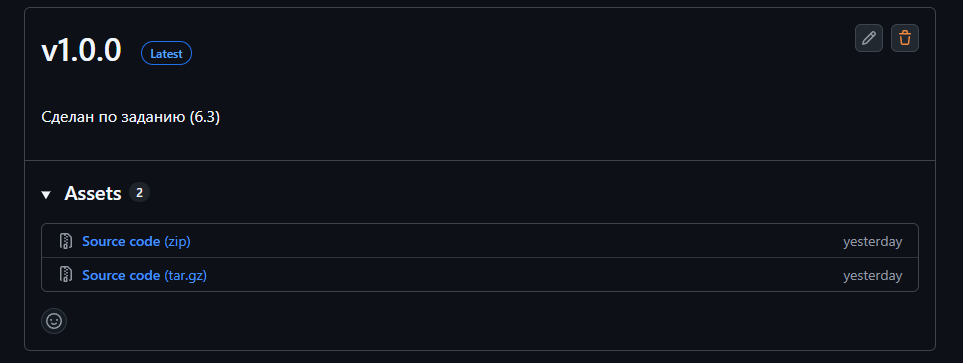 v1.0.0 Latest
Сделан по заданию (6.3)
Assets 2
Source code (zip) yesterday
Source code (tar.gz) yesterday